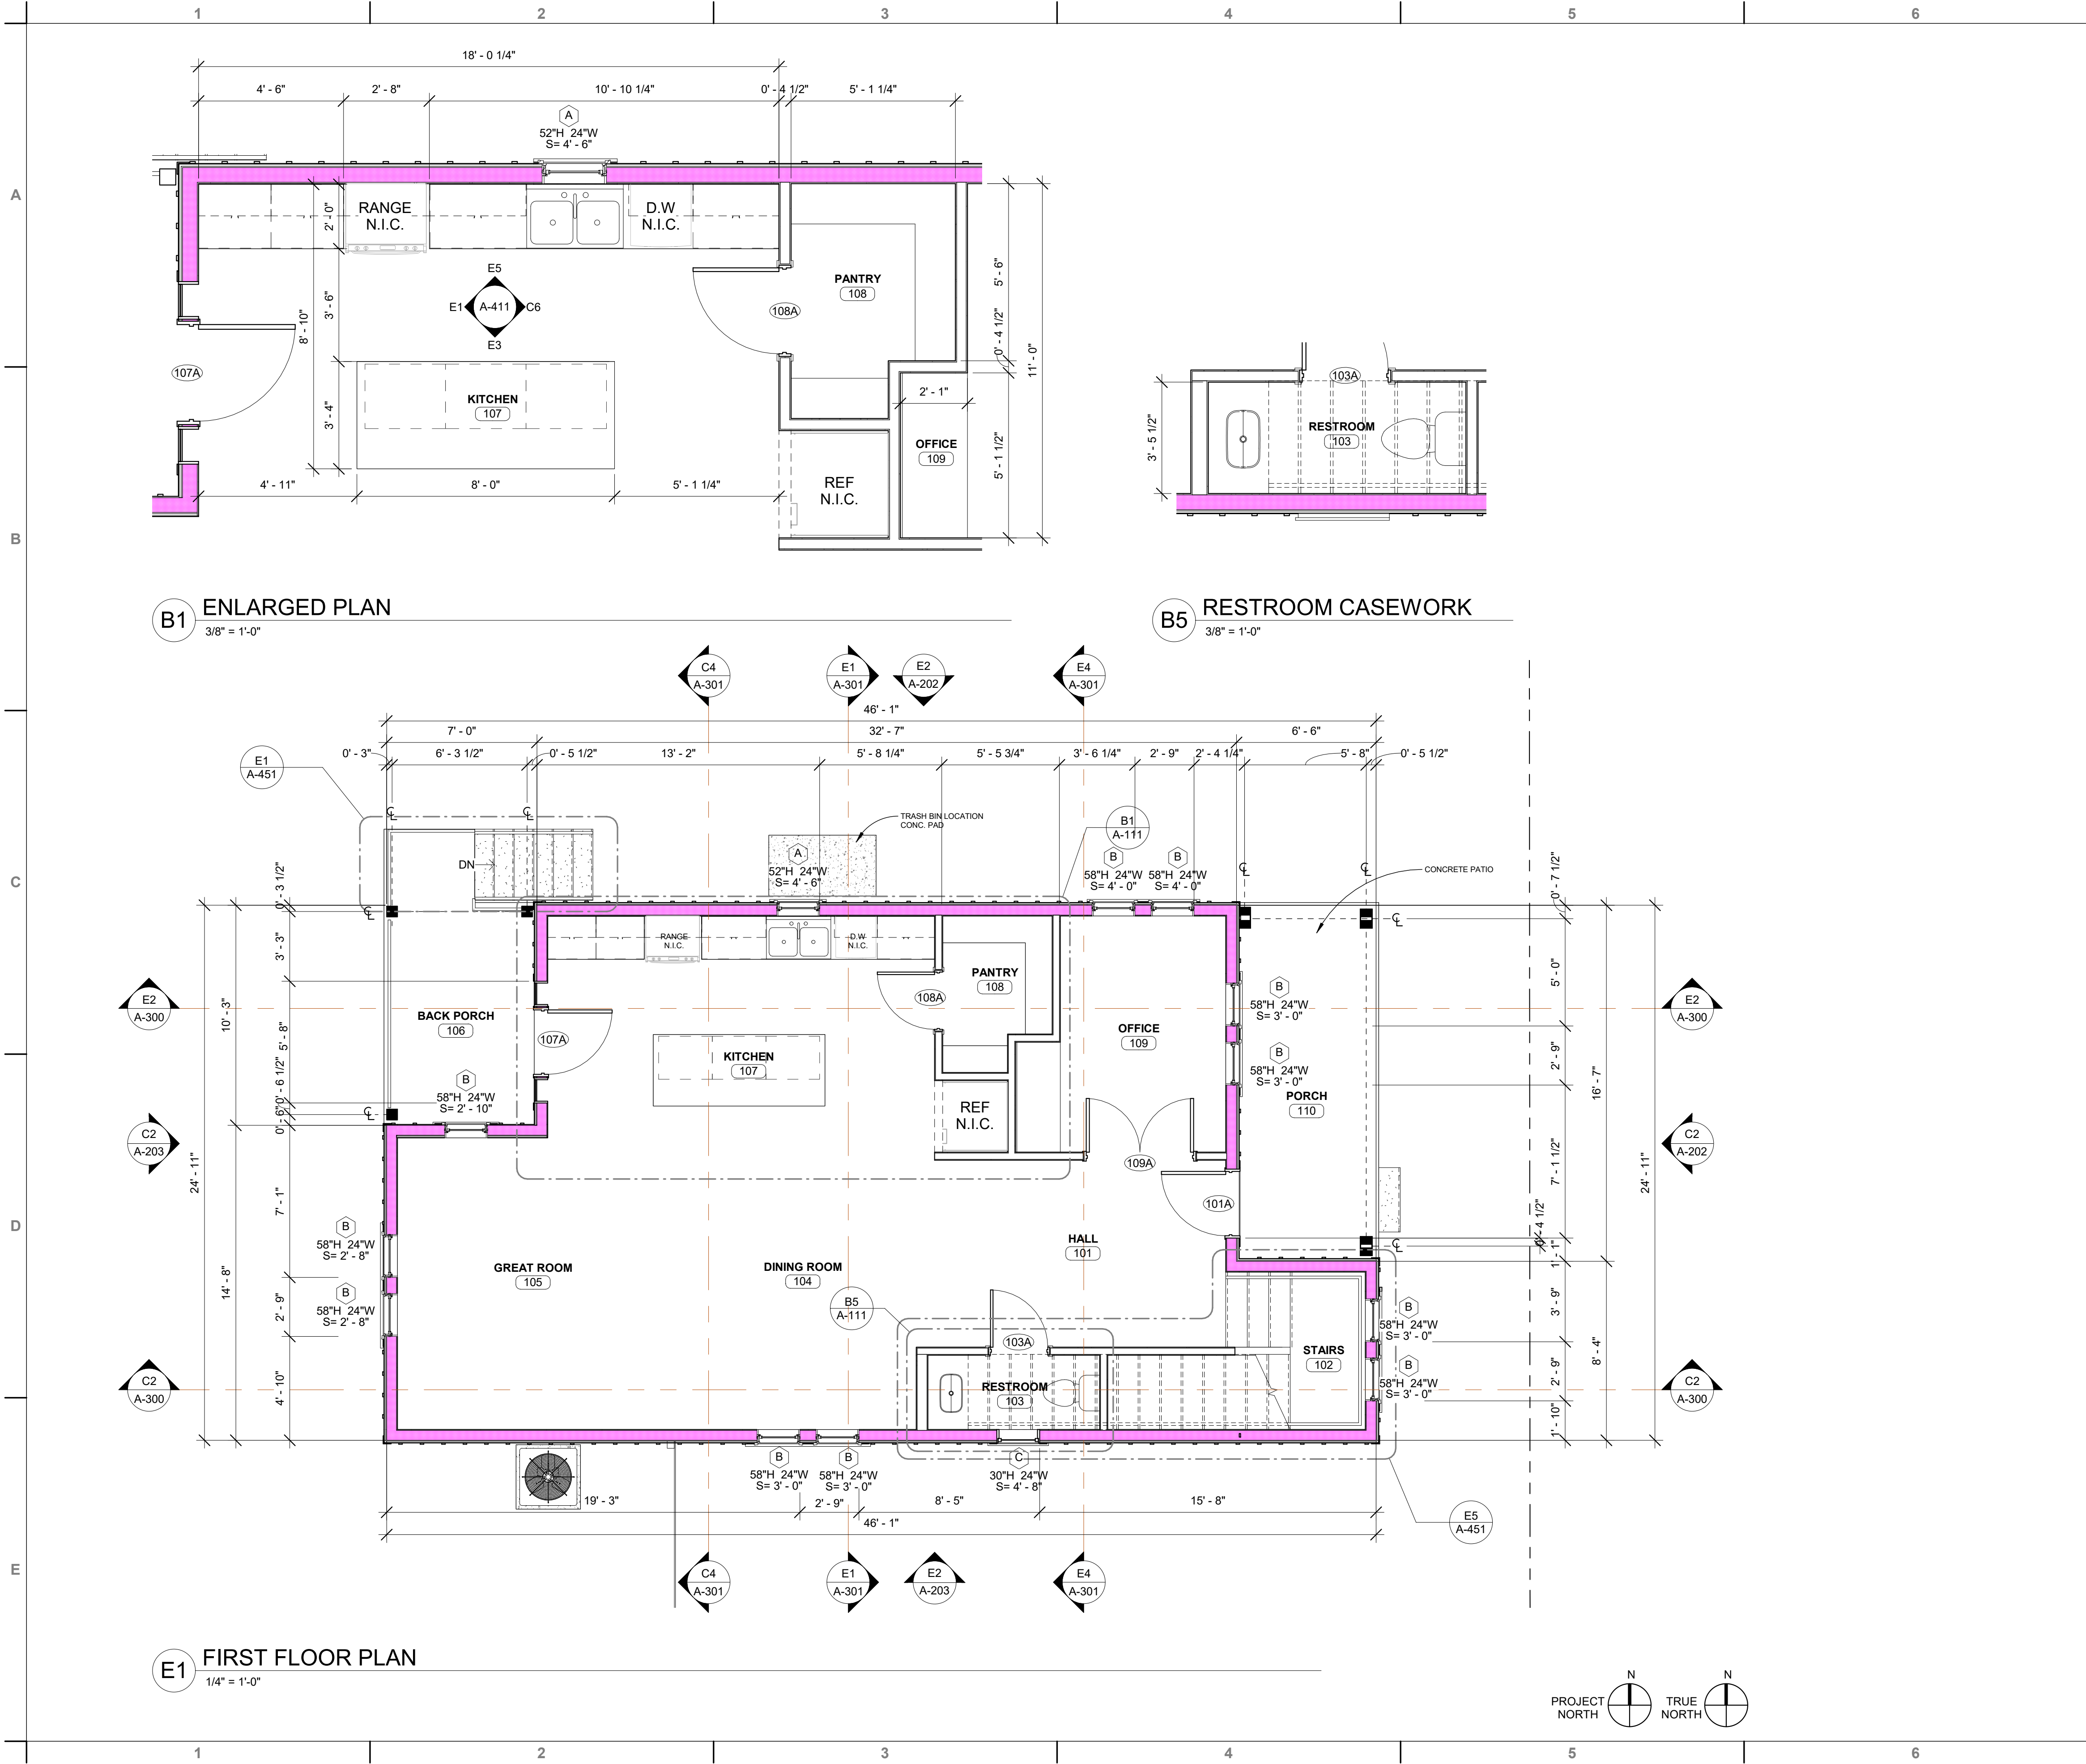 1 2 3 4 5 6
18' - 0 1/4"
4' - 6" 2' - 8" 10' - 10 1/4" 0' - 4 1/2" 5' - 1 1/4"
A
52"H 24"W
S= 4' - 6"
A
RANGE
N.I.C.
D.W
N.I.C.
2' - 0"
3' - 6"
8' - 10"
3' - 4"
E5
E1 A-411 C6
E3
PANTRY
108
108A
107A
KITCHEN
107
5' - 6"
0' - 4 1/2"
11' - 0"
5' - 1 1/2"
2' - 1"
OFFICE
109
REF
N.I.C.
4' - 11" 8' - 0" 5' - 1 1/4"
103A
RESTROOM
103
3' - 5 1/2"
B
B1 ENLARGED PLAN
3/8" = 1'-0"
B5 RESTROOM CASEWORK
3/8" = 1'-0"
C4
A-301
E1
A-301
E2
A-202
E4
A-301
46' - 1"
7' - 0" 32' - 7" 6' - 6"
0' - 3" 6' - 3 1/2" 0' - 5 1/2" 13' - 2" 5' - 8 1/4" 5' - 5 3/4" 3' - 6 1/4" 2' - 9" 2' - 4 1/4" 5' - 8" 0' - 5 1/2"
E1
A-451
CL
CL
TRASH BIN LOCATION
CONC. PAD
B1
A-111
C
DN
A
52"H 24"W
S= 4' - 6"
B
58"H 24"W
S= 4' - 0"
B
58"H 24"W
S= 4' - 0"
CL
CL
CONCRETE PATIO
CL
CL
0' - 3 1/2"
3' - 3"
5' - 8"
0' - 6 1/2"
0' - 6"
10' - 3"
24' - 11"
14' - 8"
7' - 1"
2' - 9"
4' - 10"
0' - 7 1/2"
5' - 0"
2' - 9"
7' - 1 1/2"
0' - 4 1/2"
1' - 1"
3' - 9"
2' - 9"
1' - 10"
16' - 7"
8' - 4"
24' - 11"
RANGE
N.I.C.
D.W
N.I.C.
PANTRY
108
108A
E2
A-300
BACK PORCH
106
107A
B
58"H 24"W
S= 2' - 10"
CL
KITCHEN
107
OFFICE
109
B
58"H 24"W
S= 3' - 0"
B
58"H 24"W
S= 3' - 0"
PORCH
110
E2
A-300
REF
N.I.C.
C2
A-203
109A
101A
C2
A-202
D
B
58"H 24"W
S= 2' - 8"
B
58"H 24"W
S= 2' - 8"
GREAT ROOM
105
DINING ROOM
104
HALL
101
CL
B5
A-111
103A
RESTROOM
103
STAIRS
102
B
58"H 24"W
S= 3' - 0"
B
58"H 24"W
S= 3' - 0"
C2
A-300
C2
A-300
B
58"H 24"W
S= 3' - 0"
B
58"H 24"W
S= 3' - 0"
C
30"H 24"W
S= 4' - 8"
19' - 3" 2' - 9" 8' - 5" 15' - 8"
46' - 1"
E5
A-451
E
C4
A-301
E1
A-301
E2
A-203
E4
A-301
E1 FIRST FLOOR PLAN
1/4" = 1'-0"
N
PROJECT
NORTH
N
TRUE
NORTH
1 2 3 4 5 6